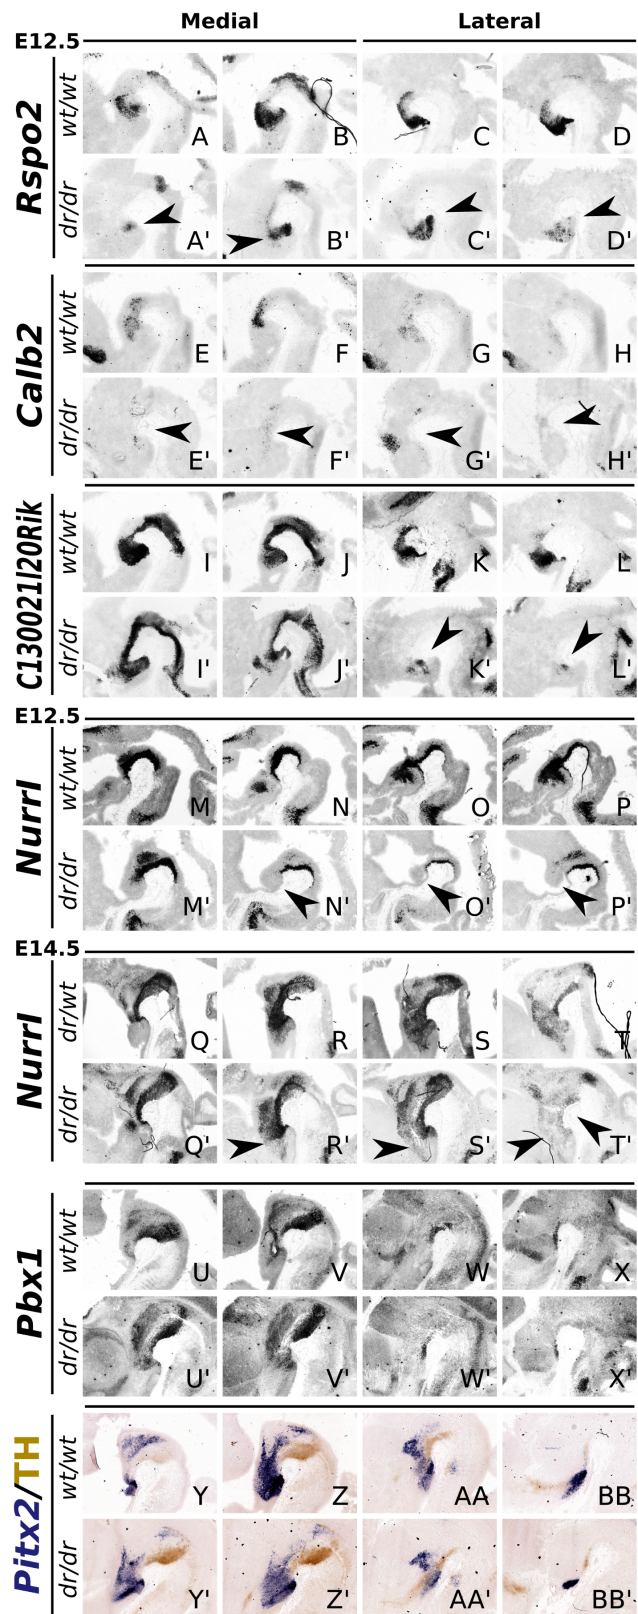 Medial Lateral
E12.5
Rspo2
wt/wt
A B C D
dr/dr
A' B' C' D'
Calb2
wt/wt
E F G H
dr/dr
E' F' G' H'
C130021I20Rik
wt/wt
I J K L
dr/dr
I' J' K' L'
E12.5
NurrI
wt/wt
M N O P
dr/dr
M' N' O' P'
E14.5
NurrI
dr/wt
Q R S T
dr/dr
Q' R' S' T'
Pbx1
wt/wt
U V W X
dr/dr
U' V' W' X'
Pitx2/TH
wt/wt
Y Z AA BB
dr/dr
Y' Z' AA' BB'